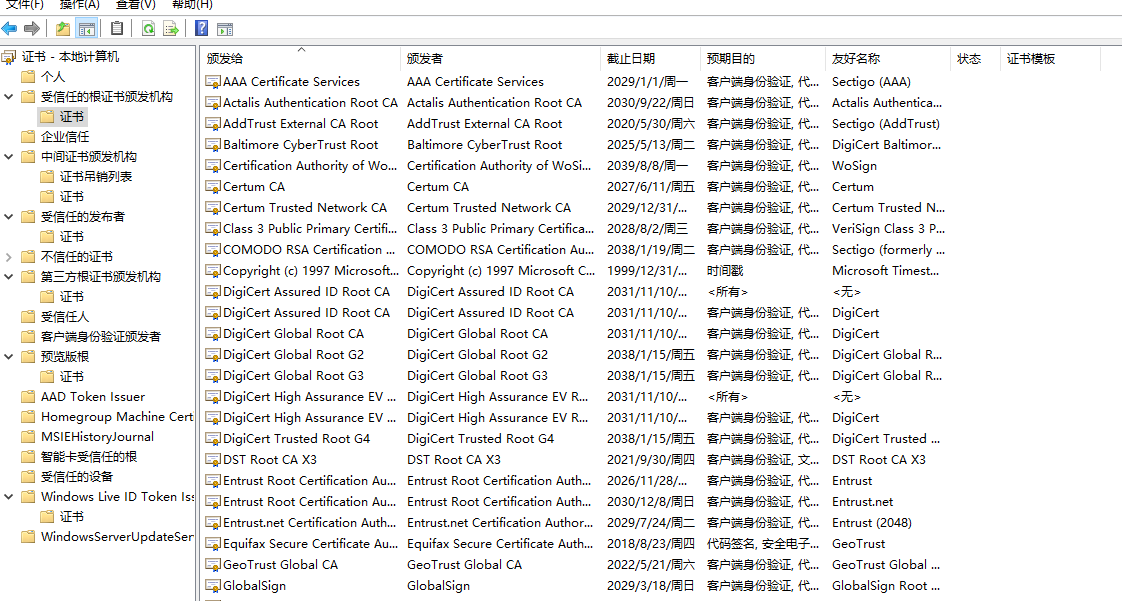 文件(F) 操作(A) 查看(V) 帮助(H)
证书 - 本地计算机
个人
受信任的根证书颁发机构
证书
企业信任
中间证书颁发机构
证书吊销列表
证书
受信任的发布者
证书
不信任的证书
第三方根证书颁发机构
证书
受信任人
客户端身份验证颁发者
预览版根
证书
AAD Token Issuer
Homegroup Machine Cert
MSIEHistoryJournal
智能卡受信任的根
受信任的设备
Windows Live ID Token Iss
证书
WindowsServerUpdateSer
颁发给 颁发者 截止日期 预期目的 友好名称 状态 证书模板
AAA Certificate Services AAA Certificate Services 2029/1/1/周一 客户端身份验证, 代... Sectigo (AAA)
Actalis Authentication Root CA Actalis Authentication Root CA 2030/9/22/周日 客户端身份验证, 代... Actalis Authentica...
AddTrust External CA Root AddTrust External CA Root 2020/5/30/周六 客户端身份验证, 代... Sectigo (AddTrust)
Baltimore CyberTrust Root Baltimore CyberTrust Root 2025/5/13/周二 客户端身份验证, 代... DigiCert Baltimor...
Certification Authority of Wo... Certification Authority of WoSi... 2039/8/8/周一 客户端身份验证, 代... WoSign
Certum CA Certum CA 2027/6/11/周五 客户端身份验证, 代... Certum
Certum Trusted Network CA Certum Trusted Network CA 2029/12/31/... 客户端身份验证, 代... Certum Trusted N...
Class 3 Public Primary Certifi... Class 3 Public Primary Certifica... 2028/8/2/周三 客户端身份验证, 代... VeriSign Class 3 P...
COMODO RSA Certification ... COMODO RSA Certification Au... 2038/1/19/周二 客户端身份验证, 代... Sectigo (formerly ...
Copyright (c) 1997 Microsoft... Copyright (c) 1997 Microsoft C... 1999/12/31/... 时间戳 Microsoft Timest...
DigiCert Assured ID Root CA DigiCert Assured ID Root CA 2031/11/10/... <所有> <无>
DigiCert Assured ID Root CA DigiCert Assured ID Root CA 2031/11/10/... 客户端身份验证, 代... DigiCert
DigiCert Global Root CA DigiCert Global Root CA 2031/11/10/... 客户端身份验证, 代... DigiCert
DigiCert Global Root G2 DigiCert Global Root G2 2038/1/15/周五 客户端身份验证, 代... DigiCert Global R...
DigiCert Global Root G3 DigiCert Global Root G3 2038/1/15/周五 客户端身份验证, 代... DigiCert Global R...
DigiCert High Assurance EV ... DigiCert High Assurance EV R... 2031/11/10/... <所有> <无>
DigiCert High Assurance EV ... DigiCert High Assurance EV R... 2031/11/10/... 客户端身份验证, 代... DigiCert
DigiCert Trusted Root G4 DigiCert Trusted Root G4 2038/1/15/周五 客户端身份验证, 代... DigiCert Trusted ...
DST Root CA X3 DST Root CA X3 2021/9/30/周四 客户端身份验证, 文... DST Root CA X3
Entrust Root Certification Au... Entrust Root Certification Auth... 2026/11/28/... 客户端身份验证, 代... Entrust
Entrust Root Certification Au... Entrust Root Certification Auth... 2030/12/8/周日 客户端身份验证, 代... Entrust.net
Entrust.net Certification Auth... Entrust.net Certification Author... 2029/7/24/周二 客户端身份验证, 代... Entrust (2048)
Equifax Secure Certificate Au... Equifax Secure Certificate Auth... 2018/8/23/周四 代码签名, 安全电子... GeoTrust
GeoTrust Global CA GeoTrust Global CA 2022/5/21/周六 客户端身份验证, 代... GeoTrust Global ...
GlobalSign GlobalSign 2029/3/18/周日 客户端身份验证, 代... GlobalSign Root ...